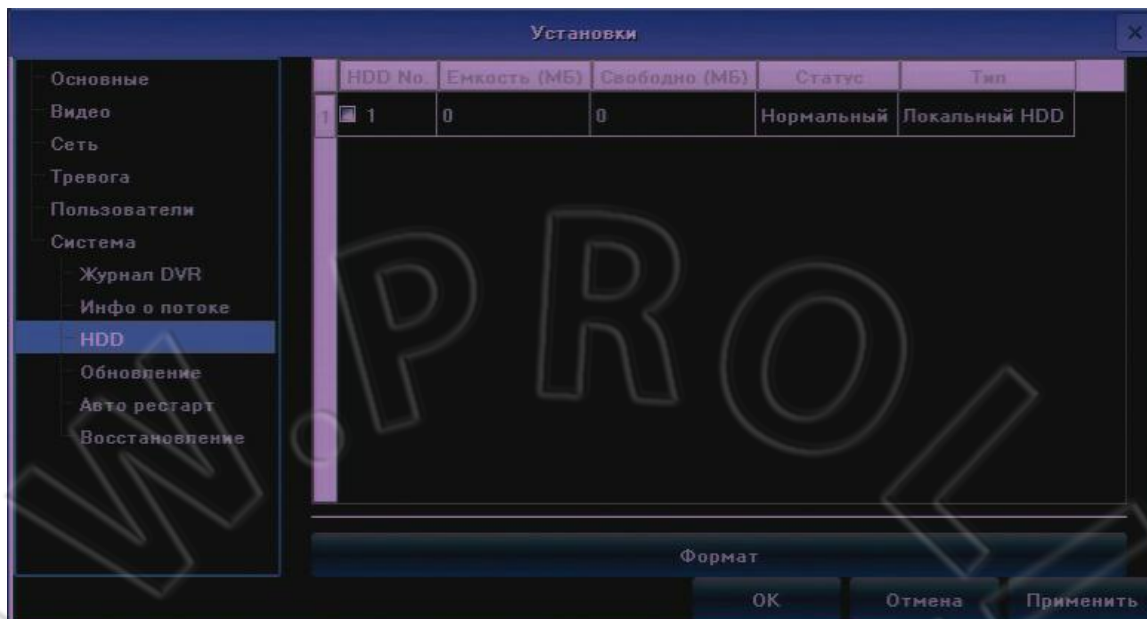 Установки
Основные
Видео
Сеть
Тревога
Пользователи
Система
Журнал DVR
Инфо о потоке
HDD
Обновление
Авто рестарт
Восстановление
HDD No. Емкость (МБ) Свободно (МБ) Статус Тип
1 1 0 0 Нормальный Локальный HDD
Формат
OK Отмена Применить
W.PROL